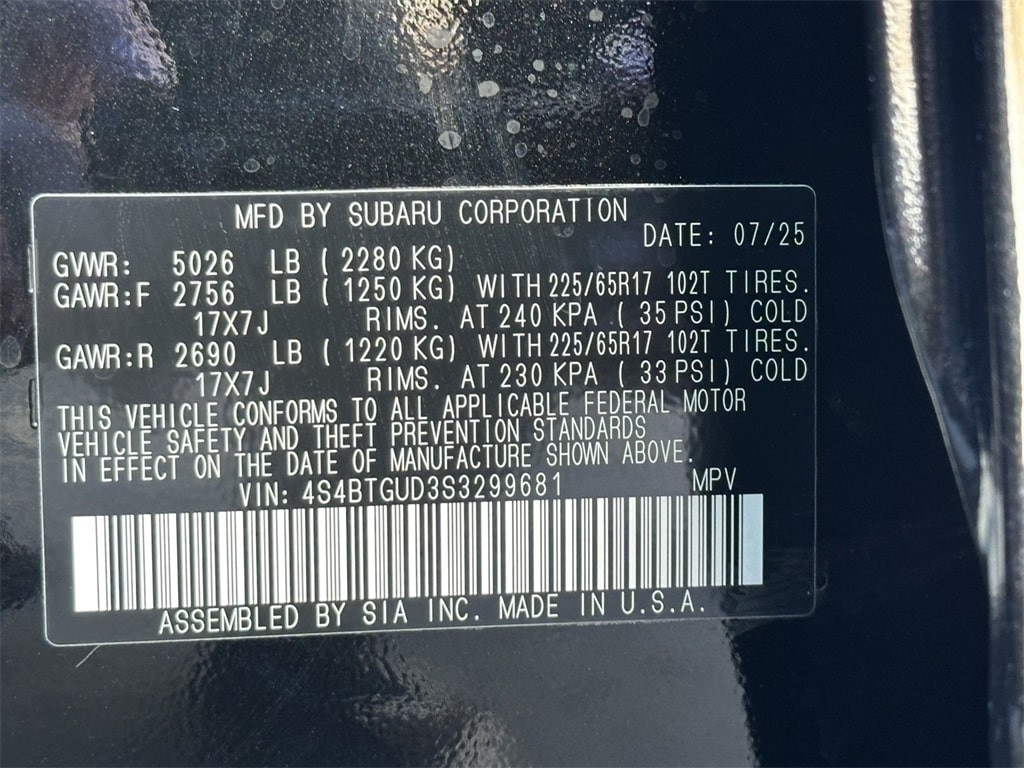 MFD BY SUBARU CORPORATION
DATE: 07/25
GVWR: 5026 LB ( 2280 KG)
GAWR:F 2756 LB ( 1250 KG) WITH 225/65R17 102T TIRES.
17X7J RIMS. AT 240 KPA ( 35 PSI) COLD
GAWR:R 2690 LB ( 1220 KG) WITH 225/65R17 102T TIRES.
17X7J RIMS. AT 230 KPA ( 33 PSI) COLD
THIS VEHICLE CONFORMS TO ALL APPLICABLE FEDERAL MOTOR
VEHICLE SAFETY AND THEFT PREVENTION STANDARDS
IN EFFECT ON THE DATE OF MANUFACTURE SHOWN ABOVE.
VIN: 4S4BTGUD3S3299681 MPV
ASSEMBLED BY SIA INC. MADE IN U.S.A.